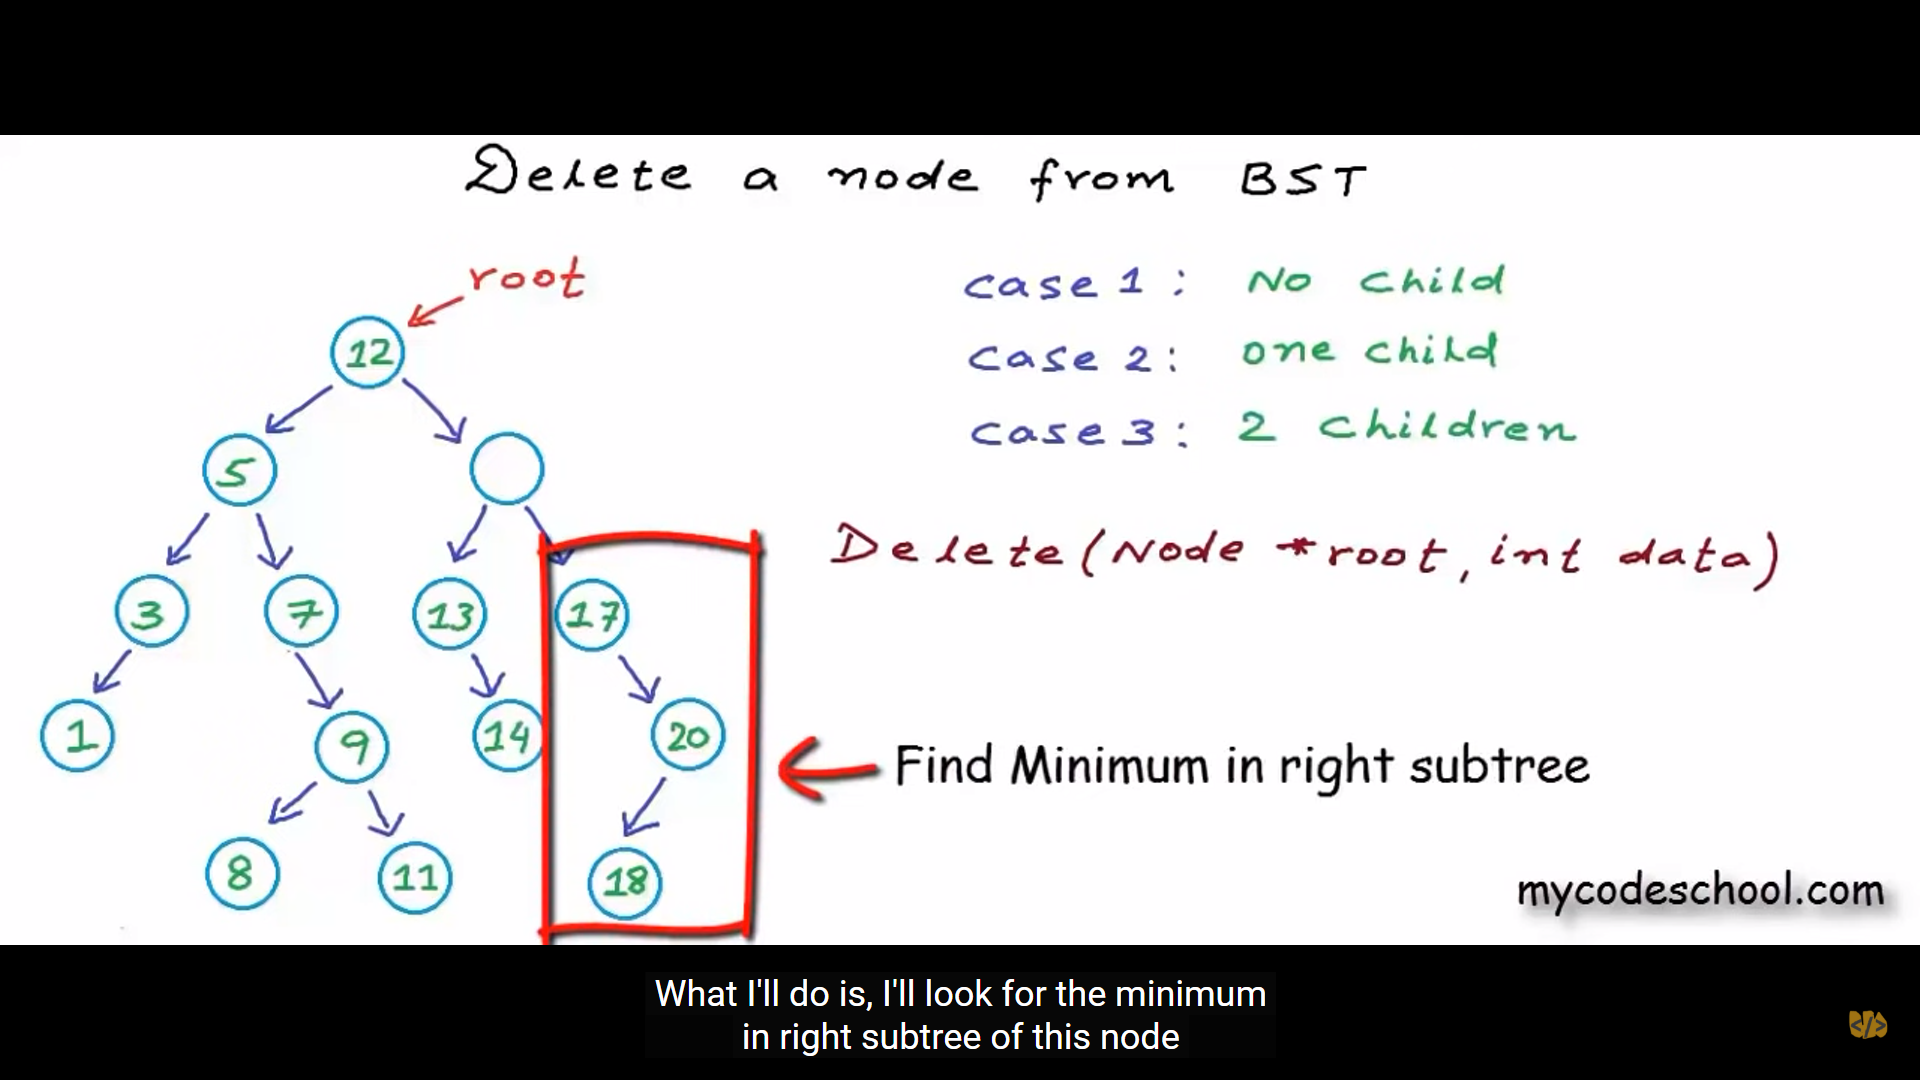 Delete a node from BST
root
case 1 : No child
case 2 : one child
case 3 : 2 children
Delete(Node *root, int data)
12
5
3
7
13
17
1
9
14
20
8
11
18
Find Minimum in right subtree
mycodeschool.com
What I'll do is, I'll look for the minimum
in right subtree of this node